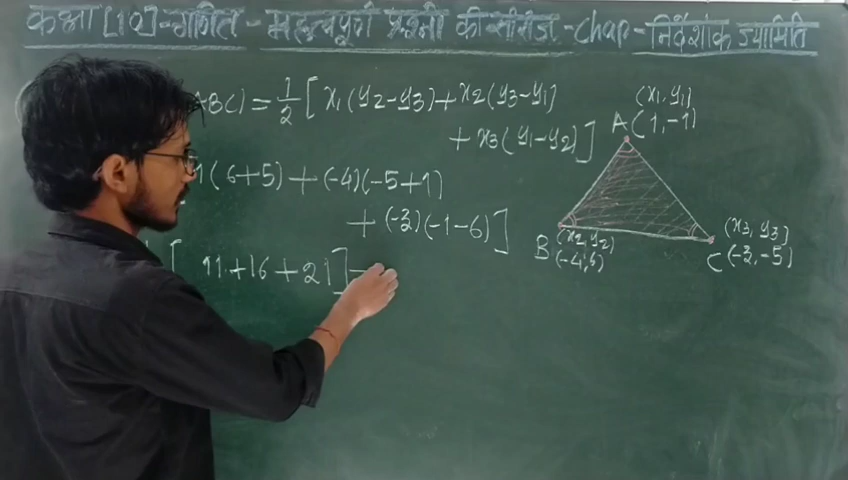 कक्षा [10]-गणित - महत्वपूर्ण प्रश्नों की सीरीज -Chap- निर्देशांक ज्यामिति
ABC) = 1/2 [ x1(y2-y3)+x2(y3-y1)
+ x3(y1-y2)]
1(6+5) + (-4)(-5+1)
+ (-3)(-1-6)]
[ 11+16+21] =
(x1, y1)
A(1,-1)
B (x2, y2)
(x3, y3)
C (-3,-5)